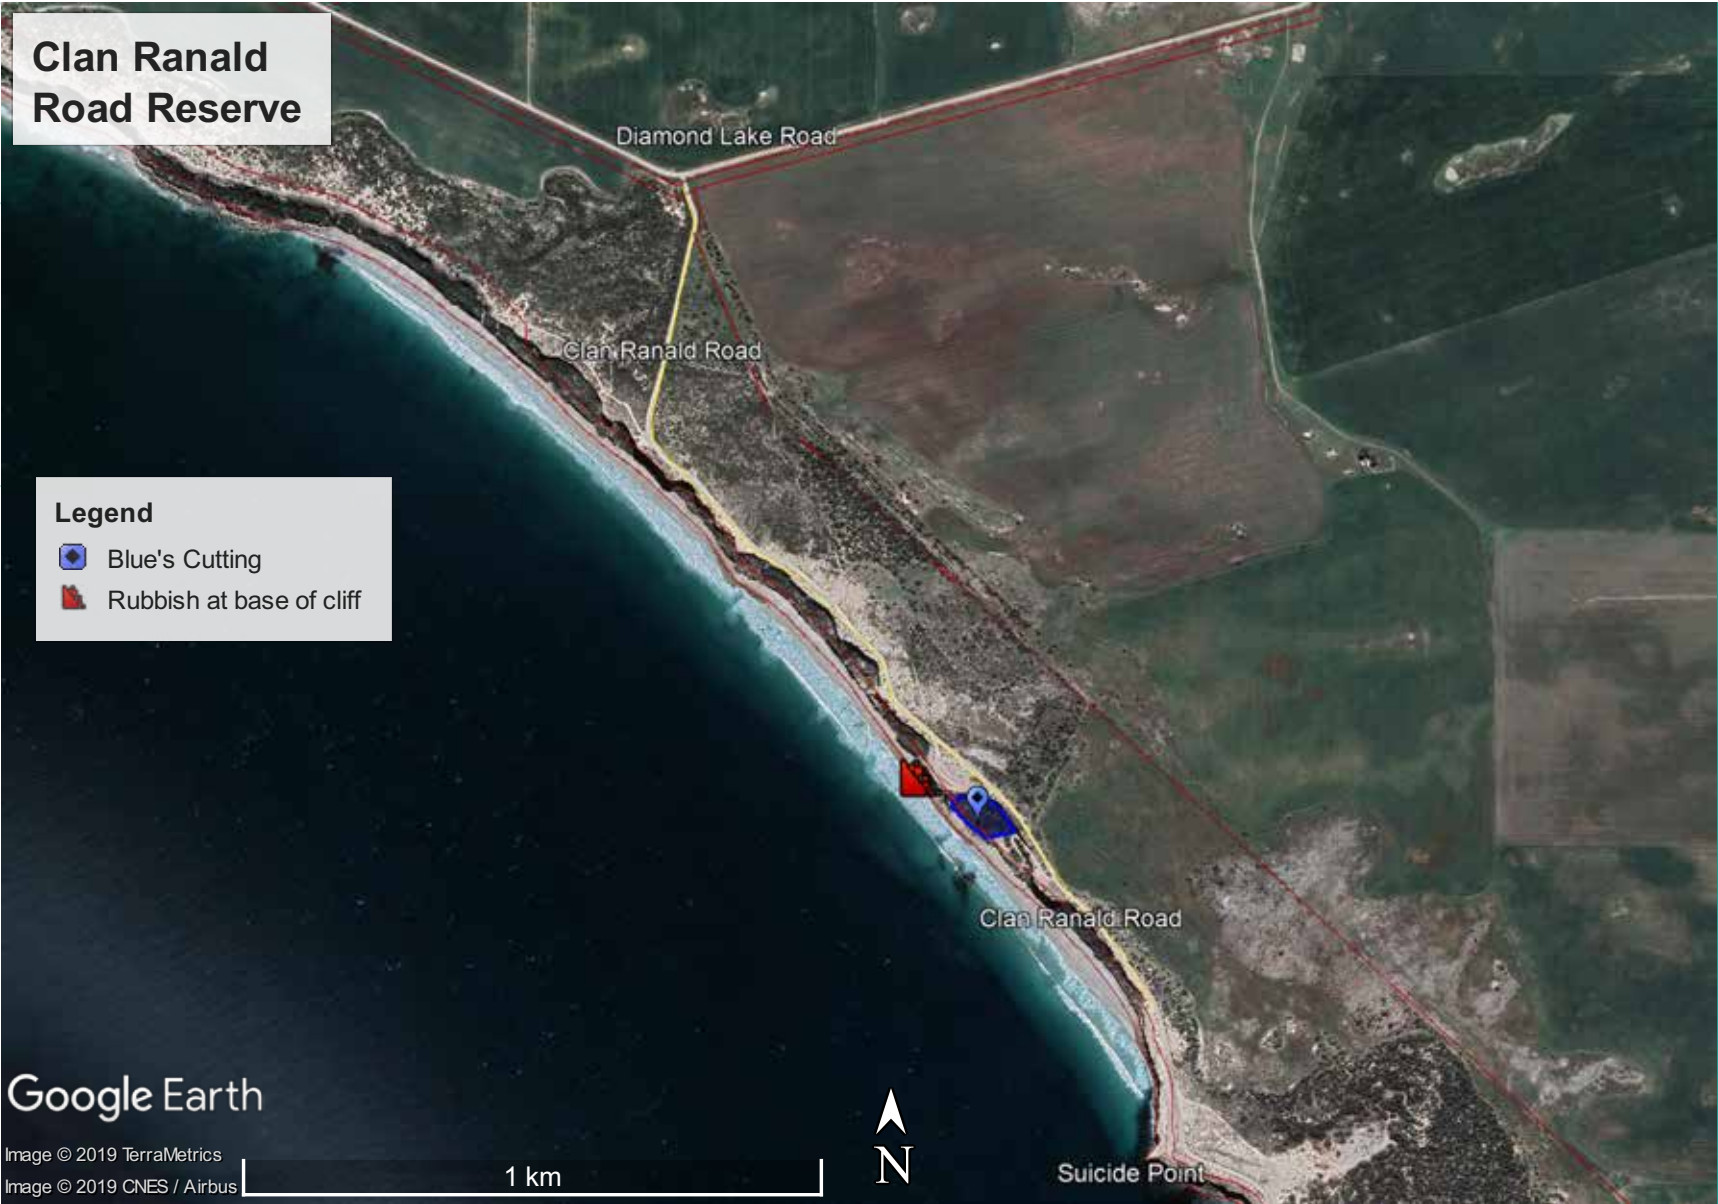 Clan Ranald
Road Reserve
Diamond Lake Road
Clan Ranald Road
Legend
Blue's Cutting
Rubbish at base of cliff
Clan Ranald Road
Google Earth
Image © 2019 TerraMetrics
Image © 2019 CNES / Airbus
1 km
N
Suicide Point